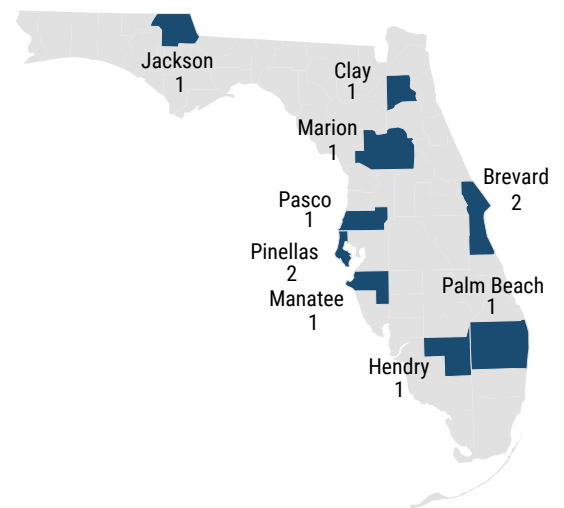 Jackson
1
Clay
1
Marion
1
Brevard
2
Pasco
1
Pinellas
2
Manatee
1
Palm Beach
1
Hendry
1